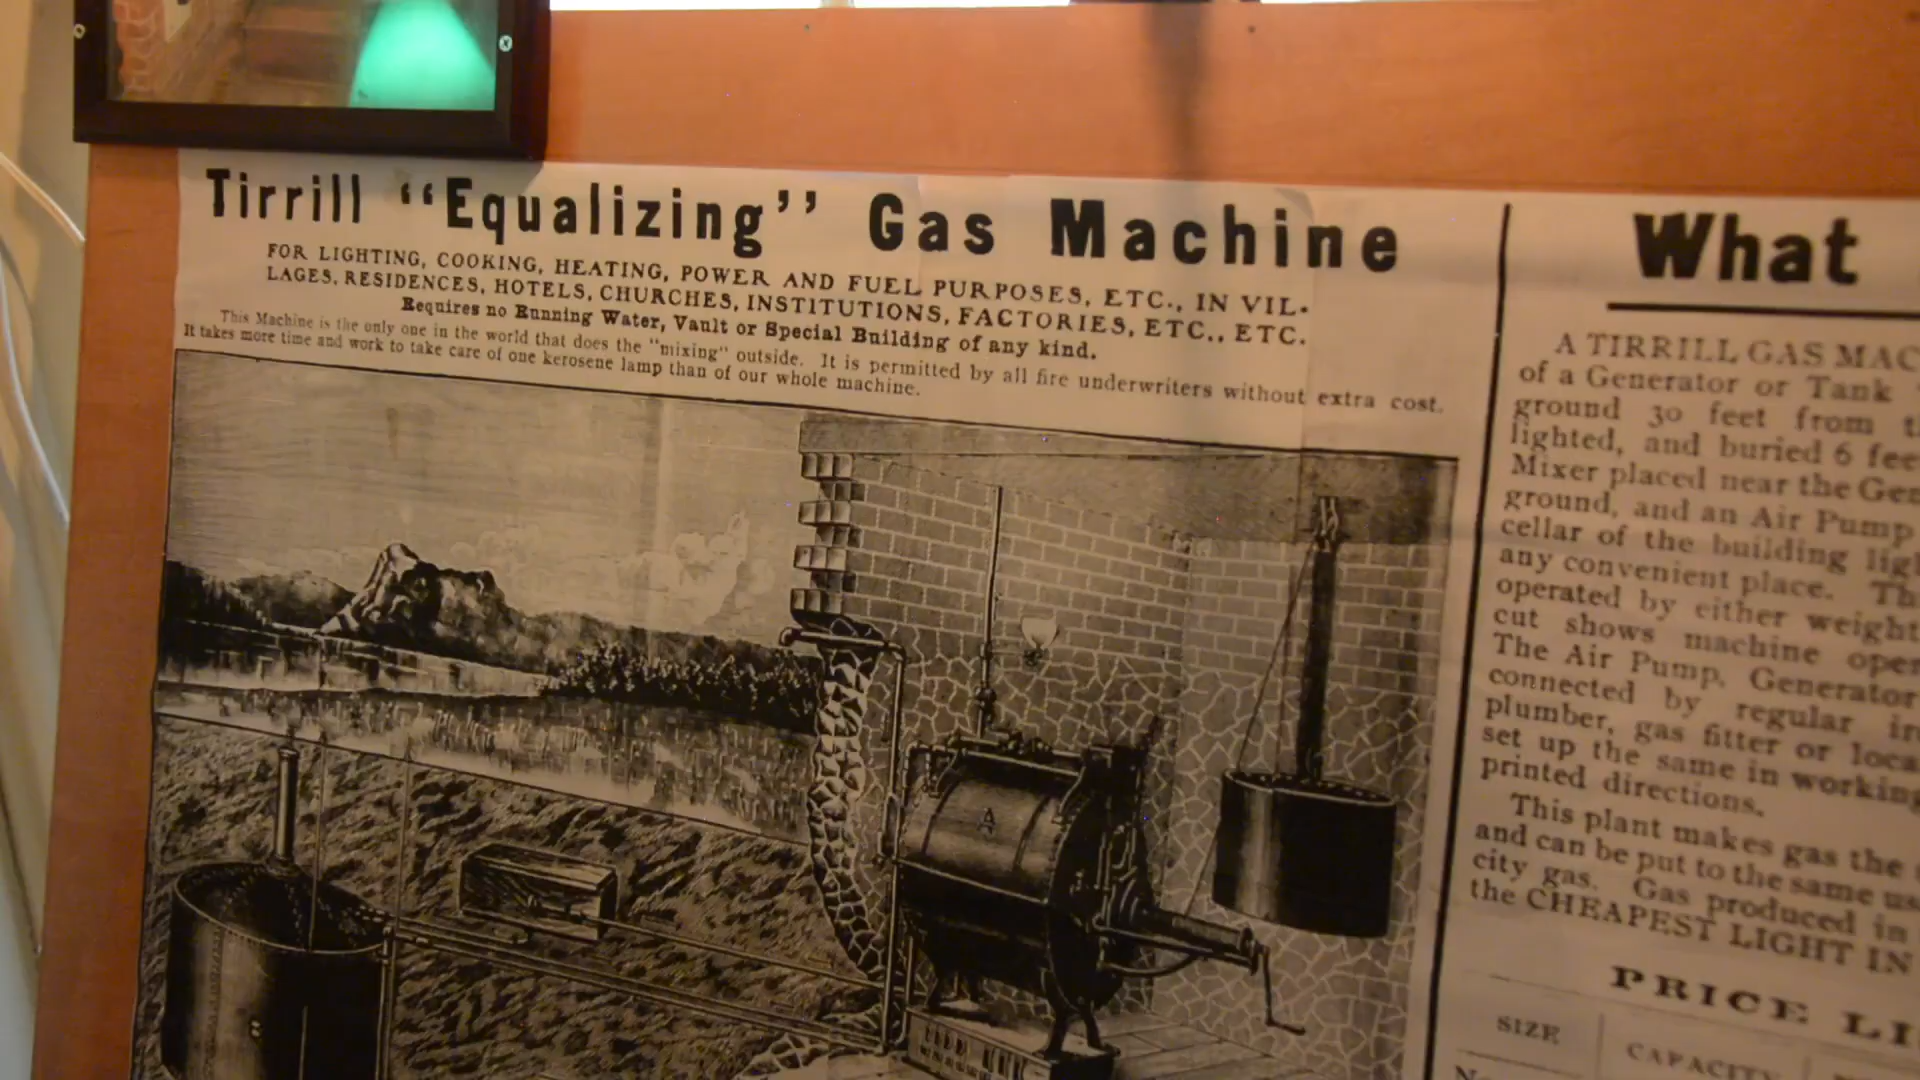 Tirrill "Equalizing" Gas Machine
FOR LIGHTING, COOKING, HEATING, POWER AND FUEL PURPOSES, ETC., IN VIL-
LAGES, RESIDENCES, HOTELS, CHURCHES, INSTITUTIONS, FACTORIES, ETC., ETC.
Requires no Running Water, Vault or Special Building of any kind.
This Machine is the only one in the world that does the "mixing" outside. It is permitted by all fire underwriters without extra cost.
It takes more time and work to take care of one kerosene lamp than of our whole machine.
A
B
What
A TIRRILL GAS MAC
of a Generator or Tank
ground 30 feet from
lighted, and buried 6 fee
Mixer placed near the Gen
ground, and an Air Pump
cellar of the building lig
any convenient place. Th
operated by either weight
cut shows machine oper
The Air Pump, Generator
connected by regular
plumber, gas fitter or loca
set up the same in working
printed directions.
This plant makes gas the
and can be put to the same us
city gas. Gas produced in
the CHEAPEST LIGHT IN
PRICE LI
SIZE CAPACITY